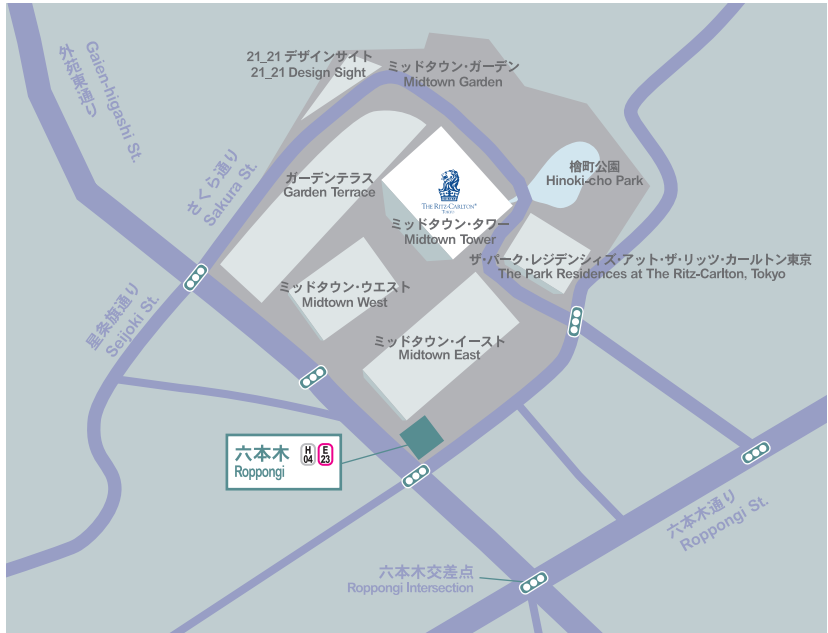 外苑東通り
Gaien-higashi St.
21_21 デザインサイト
21_21 Design Sight
ミッドタウン・ガーデン
Midtown Garden
さくら通り
Sakura St.
ガーデンテラス
Garden Terrace
THE RITZ-CARLTON®
TOKYO
檜町公園
Hinoki-cho Park
ミッドタウン・タワー
Midtown Tower
ザ・パーク・レジデンシィズ・アット・ザ・リッツ・カールトン東京
The Park Residences at The Ritz-Carlton, Tokyo
ミッドタウン・ウエスト
Midtown West
星条旗通り
Seijoki St.
ミッドタウン・イースト
Midtown East
六本木
Roppongi
H
04
E
23
六本木通り
Roppongi St.
六本木交差点
Roppongi Intersection